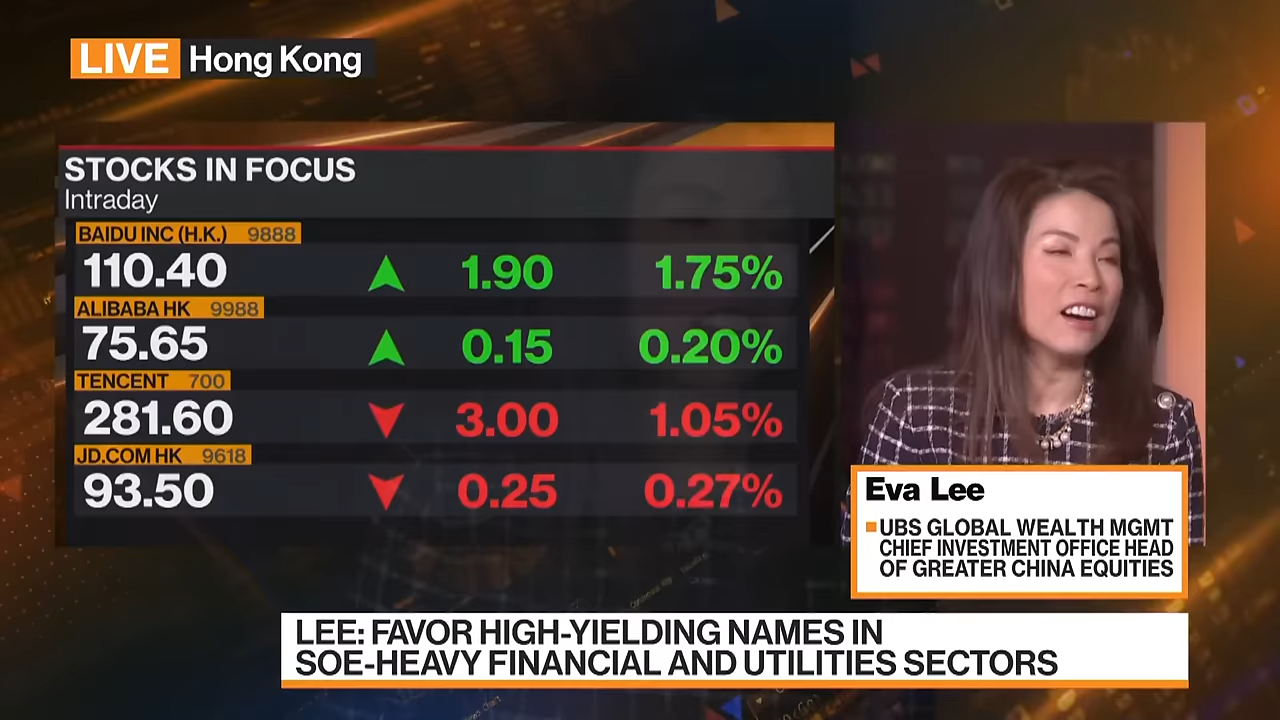 LIVE Hong Kong
STOCKS IN FOCUS
Intraday
BAIDU INC (H.K.) 9888
110.40 1.90 1.75%
ALIBABA HK 9988
75.65 0.15 0.20%
TENCENT 700
281.60 3.00 1.05%
JD.COM HK 9618
93.50 0.25 0.27%
Eva Lee
UBS GLOBAL WEALTH MGMT
CHIEF INVESTMENT OFFICE HEAD
OF GREATER CHINA EQUITIES
LEE: FAVOR HIGH-YIELDING NAMES IN
SOE-HEAVY FINANCIAL AND UTILITIES SECTORS